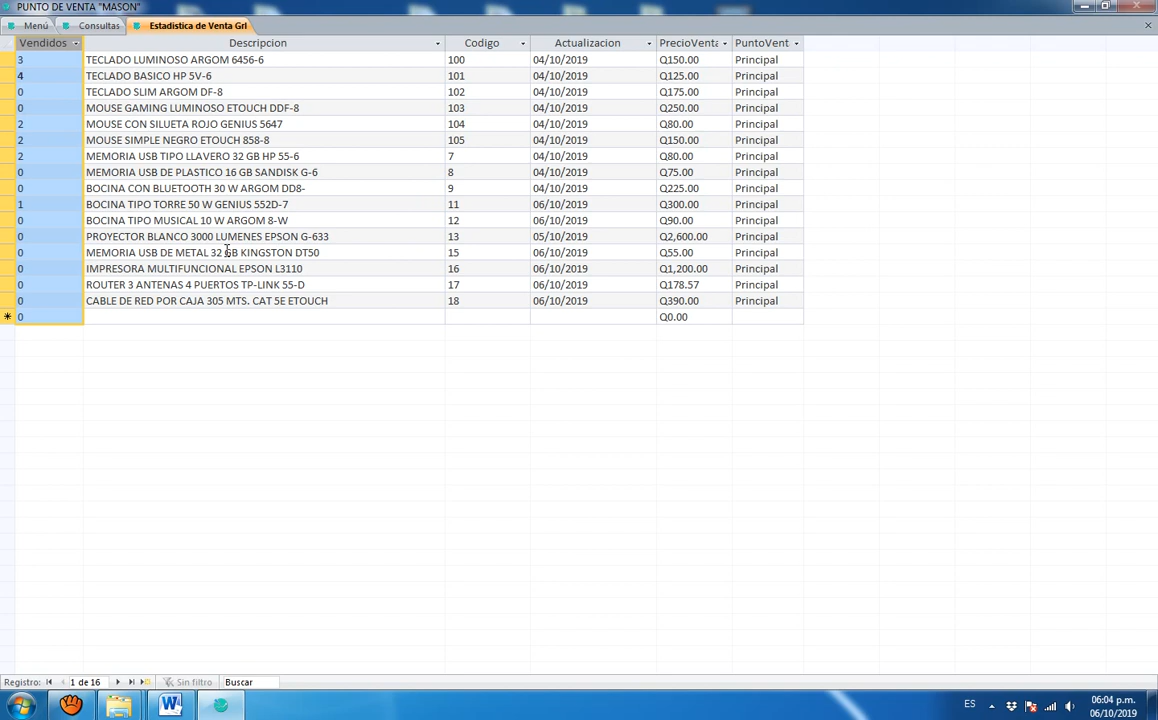 PUNTO DE VENTA "MASON"
Menú Consultas Estadistica de Venta Grl
Vendidos Descripcion Codigo Actualizacion PrecioVenta PuntoVent
3 TECLADO LUMINOSO ARGOM 6456-6 100 04/10/2019 Q150.00 Principal
4 TECLADO BASICO HP 5V-6 101 04/10/2019 Q125.00 Principal
0 TECLADO SLIM ARGOM DF-8 102 04/10/2019 Q175.00 Principal
0 MOUSE GAMING LUMINOSO ETOUCH DDF-8 103 04/10/2019 Q250.00 Principal
2 MOUSE CON SILUETA ROJO GENIUS 5647 104 04/10/2019 Q80.00 Principal
2 MOUSE SIMPLE NEGRO ETOUCH 858-8 105 04/10/2019 Q150.00 Principal
2 MEMORIA USB TIPO LLAVERO 32 GB HP 55-6 7 04/10/2019 Q80.00 Principal
0 MEMORIA USB DE PLASTICO 16 GB SANDISK G-6 8 04/10/2019 Q75.00 Principal
0 BOCINA CON BLUETOOTH 30 W ARGOM DD8- 9 04/10/2019 Q225.00 Principal
1 BOCINA TIPO TORRE 50 W GENIUS 552D-7 11 06/10/2019 Q300.00 Principal
0 BOCINA TIPO MUSICAL 10 W ARGOM 8-W 12 06/10/2019 Q90.00 Principal
0 PROYECTOR BLANCO 3000 LUMENES EPSON G-633 13 05/10/2019 Q2,600.00 Principal
0 MEMORIA USB DE METAL 32 GB KINGSTON DT50 15 06/10/2019 Q55.00 Principal
0 IMPRESORA MULTIFUNCIONAL EPSON L3110 16 06/10/2019 Q1,200.00 Principal
0 ROUTER 3 ANTENAS 4 PUERTOS TP-LINK 55-D 17 06/10/2019 Q178.57 Principal
0 CABLE DE RED POR CAJA 305 MTS. CAT 5E ETOUCH 18 06/10/2019 Q390.00 Principal
0 Q0.00
Registro: 1 de 16 Sin filtro Buscar
ES 06:04 p.m.
06/10/2019